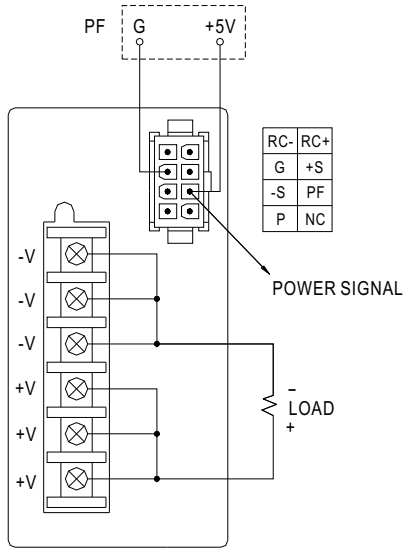 PF G +5V
RC- RC+
G +S
-S PF
P NC
POWER SIGNAL
-V
-V
-V
+V
+V
+V
–
LOAD
+